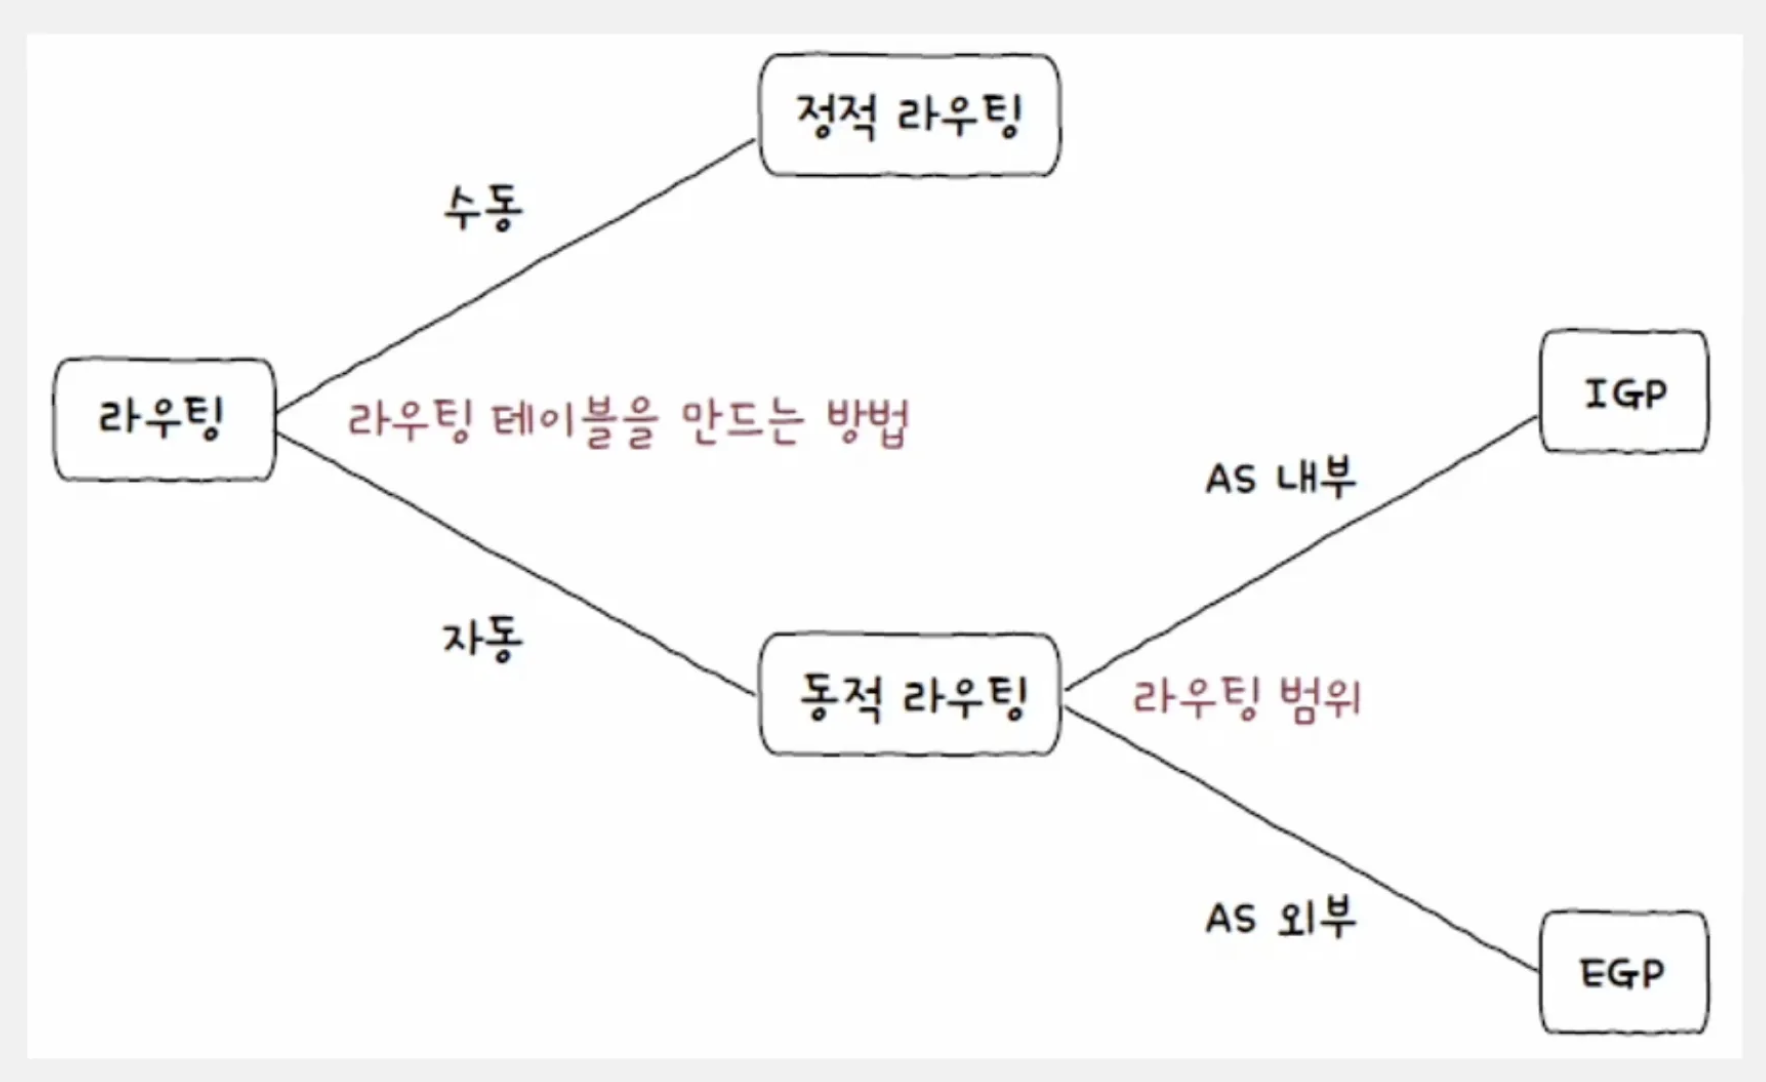 정적 라우팅
수동
라우팅
라우팅 테이블을 만드는 방법
IGP
AS 내부
자동
동적 라우팅
라우팅 범위
AS 외부
EGP